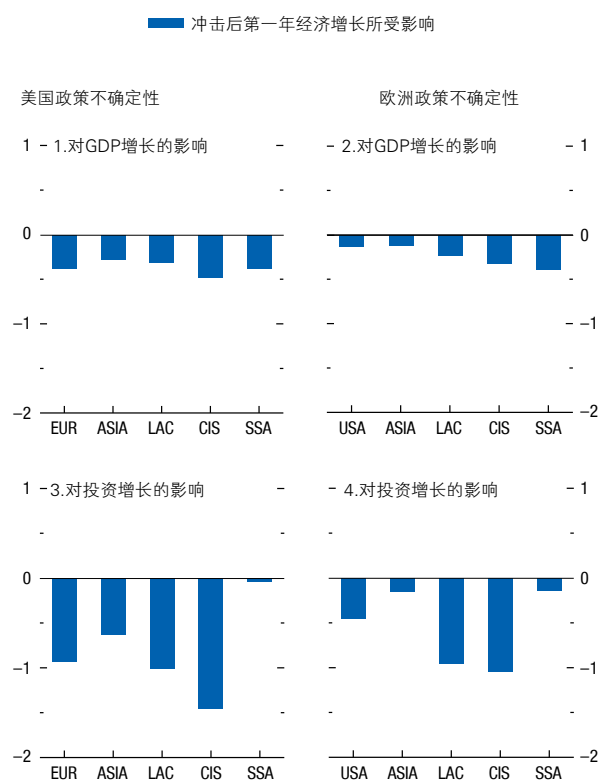 冲击后第一年经济增长所受影响
美国政策不确定性
欧洲政策不确定性
1
1.对GDP增长的影响
0
–1
–2
EUR ASIA LAC CIS SSA
2.对GDP增长的影响
1
0
–1
–2
USA ASIA LAC CIS SSA
1
3.对投资增长的影响
0
–1
–2
EUR ASIA LAC CIS SSA
4.对投资增长的影响
1
0
–1
–2
USA ASIA LAC CIS SSA